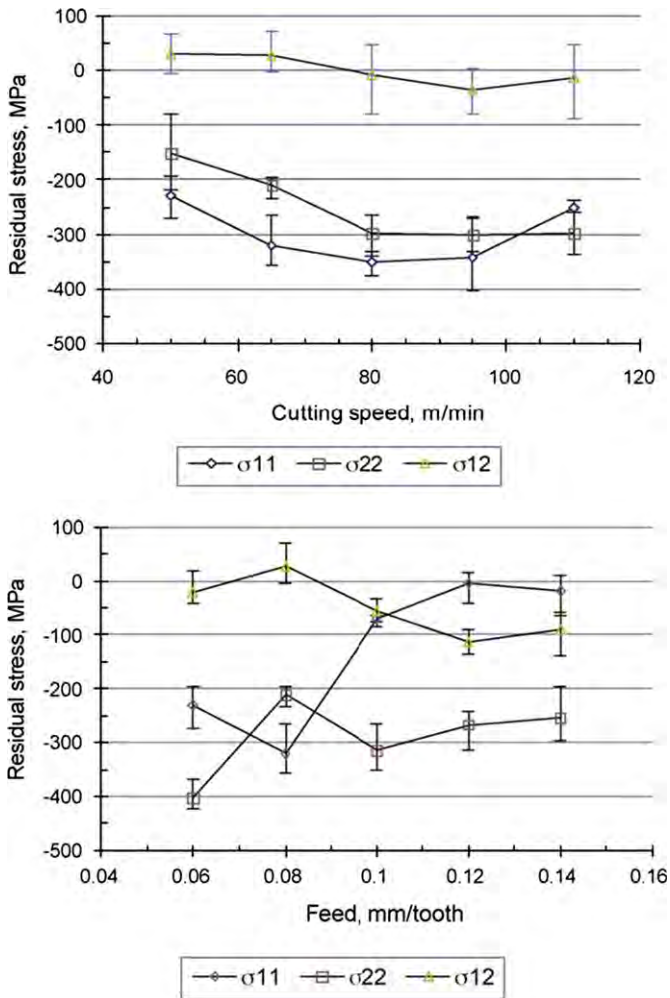 100
0
-100
-200
-300
-400
-500
Residual stress, MPa
40 60 80 100 120
Cutting speed, m/min
σ11 σ22 σ12
100
0
-100
-200
-300
-400
-500
Residual stress, MPa
0.04 0.06 0.08 0.1 0.12 0.14 0.16
Feed, mm/tooth
σ11 σ22 σ12